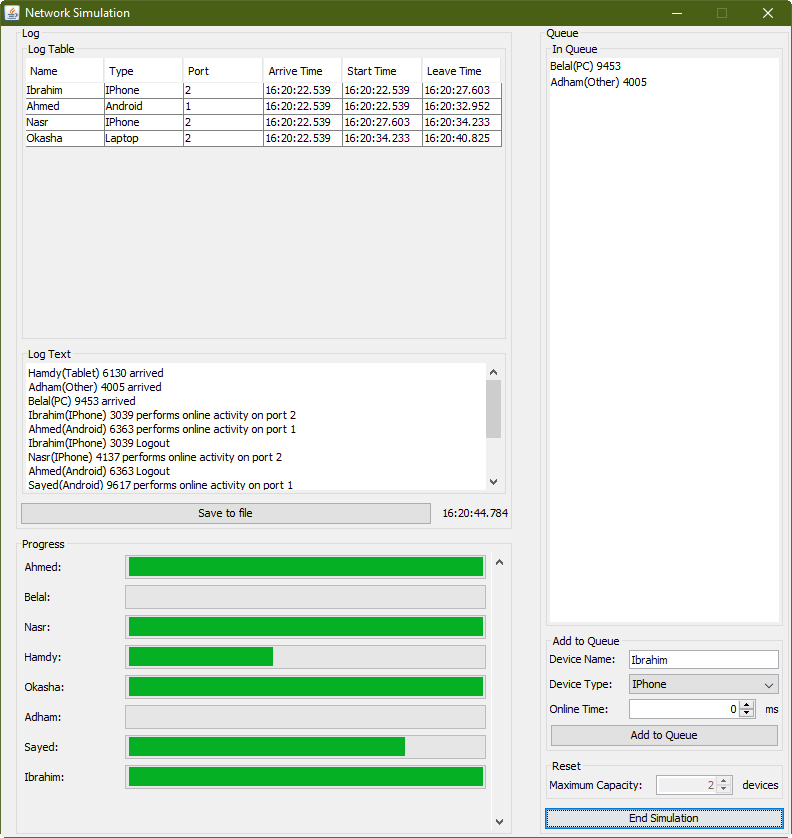 Network Simulation
Log
Log Table
Name Type Port Arrive Time Start Time Leave Time
Ibrahim IPhone 2 16:20:22.539 16:20:22.539 16:20:27.603
Ahmed Android 1 16:20:22.539 16:20:22.539 16:20:32.952
Nasr IPhone 2 16:20:22.539 16:20:27.603 16:20:34.233
Okasha Laptop 2 16:20:22.539 16:20:34.233 16:20:40.825
Log Text
Hamdy(Tablet) 6130 arrived
Adham(Other) 4005 arrived
Belal(PC) 9453 arrived
Ibrahim(IPhone) 3039 performs online activity on port 2
Ahmed(Android) 6363 performs online activity on port 1
Ibrahim(IPhone) 3039 Logout
Nasr(IPhone) 4137 performs online activity on port 2
Ahmed(Android) 6363 Logout
Sayed(Android) 9617 performs online activity on port 1
Save to file 16:20:44.784
Progress
Ahmed:
Belal:
Nasr:
Hamdy:
Okasha:
Adham:
Sayed:
Ibrahim:
Queue
In Queue
Belal(PC) 9453
Adham(Other) 4005
Add to Queue
Device Name: Ibrahim
Device Type: IPhone
Online Time: 0 ms
Add to Queue
Reset
Maximum Capacity: 2 devices
End Simulation